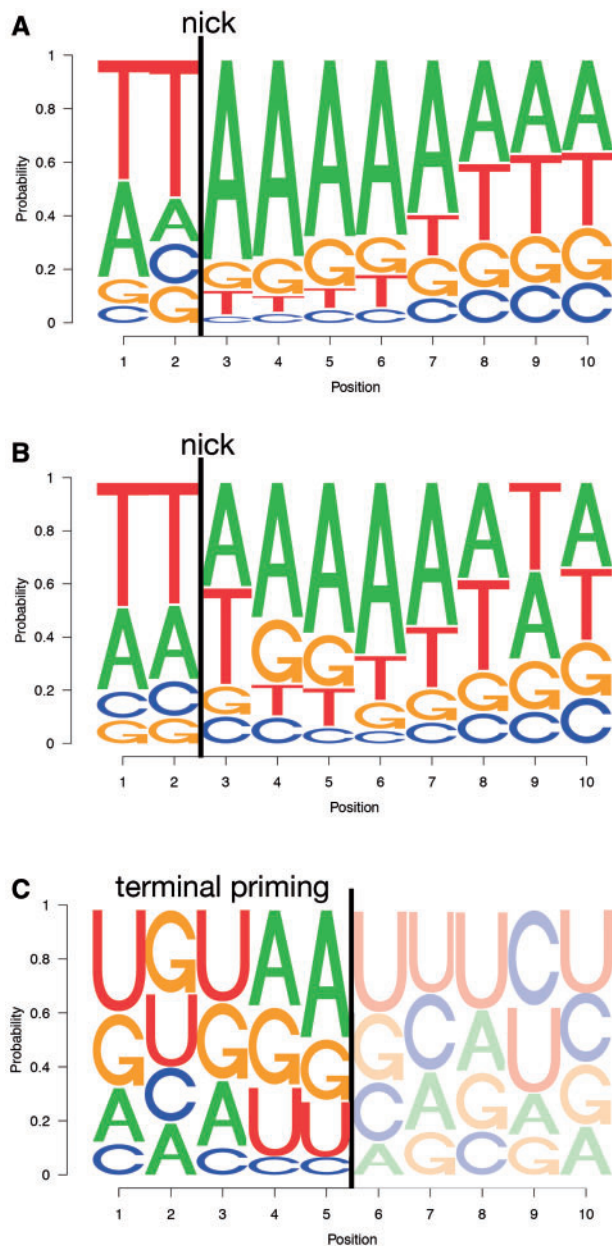 A
nick
Probability
1
0.8
0.6
0.4
0.2
0
T T A A A A A A A A
A A G G G G T T T T
G C T T T T G G G G
C G C C C C C C C C
1 2 3 4 5 6 7 8 9 10
Position
B
nick
Probability
1
0.8
0.6
0.4
0.2
0
T T A A A A A A T A
A A T G G T T T A T
C C G T T G G G G G
G G C C C C C C C C
1 2 3 4 5 6 7 8 9 10
Position
C
terminal priming
Probability
1
0.8
0.6
0.4
0.2
0
U G U A A U U U C U
G U G G G G C A U C
A C A U U C A G A G
C A C C C A G C G A
1 2 3 4 5 6 7 8 9 10
Position